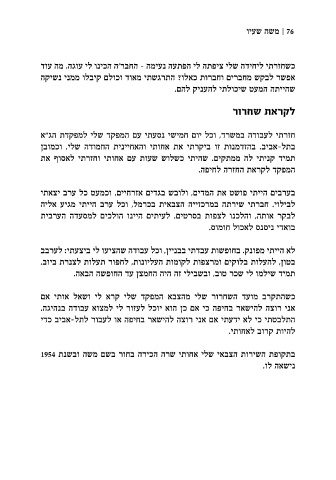 76 | משה שעיו
כשחזרתי ליחידה שלי ציפתה לי הפתעה נעימה - החבר'ה הכינו לי עוגה. מה עוד
אפשר לבקש מחברים וחברות כאלו? התרגשתי מאוד וכולם קיבלו ממני נשיקה
שהייתה המעט שיכולתי להעניק להם.
לקראת שחרור
חזרתי לעבודה במשרד, וכל יום חמישי נסעתי עם המפקד שלי למפקדת הג"א
בתל-אביב. בהזדמנות זו ביקרתי את אחותי והאחיינית החמודה שלי, וכמובן
תמיד קניתי לה ממתקים. שהיתי כשלוש שעות עם אחותי וחזרתי לאסוף את
המפקד לקראת החזרה לחיפה.
בערבים הייתי פושט את המדים, ולובש בגדים אזרחיים, וכמעט כל ערב יצאתי
לבילוי. חברתי שירתה במרכזייה הצבאית בכרמל, וכל ערב הייתי מגיע אליה
לבקר אותה, והלכנו לצפות בסרטים. לעיתים היינו הולכים למסעדה הערבית
בואדי ניסנס לאכול חומוס.
לא הייתי מפונק. בחופשות עבדתי בבניין, וכל עבודה שהציעו לי ביצעתי: לערבב
בטון, להעלות בלוקים ומרצפות לקומות העליונות, לחפור תעלות לצנרת ביוב.
תמיד שילמו לי שכר טוב, ובשבילי זה היה החמצן עד החופשה הבאה.
כשהתקרב מועד השחרור שלי מהצבא המפקד שלי קרא לי ושאל אותי אם
אני רוצה להישאר בחיפה כי אם כן הוא יוכל לעזור לי למצוא עבודה כנהיגה.
התלבטתי כי לא ידעתי אם אני רוצה להישאר בחיפה או לעבור לתל-אביב כדי
להיות קרוב לאחותי.
בתקופת השירות הצבאי שלי אחותי שרה הכירה בחור בשם משה ובשנת 1954
נישאה לו.